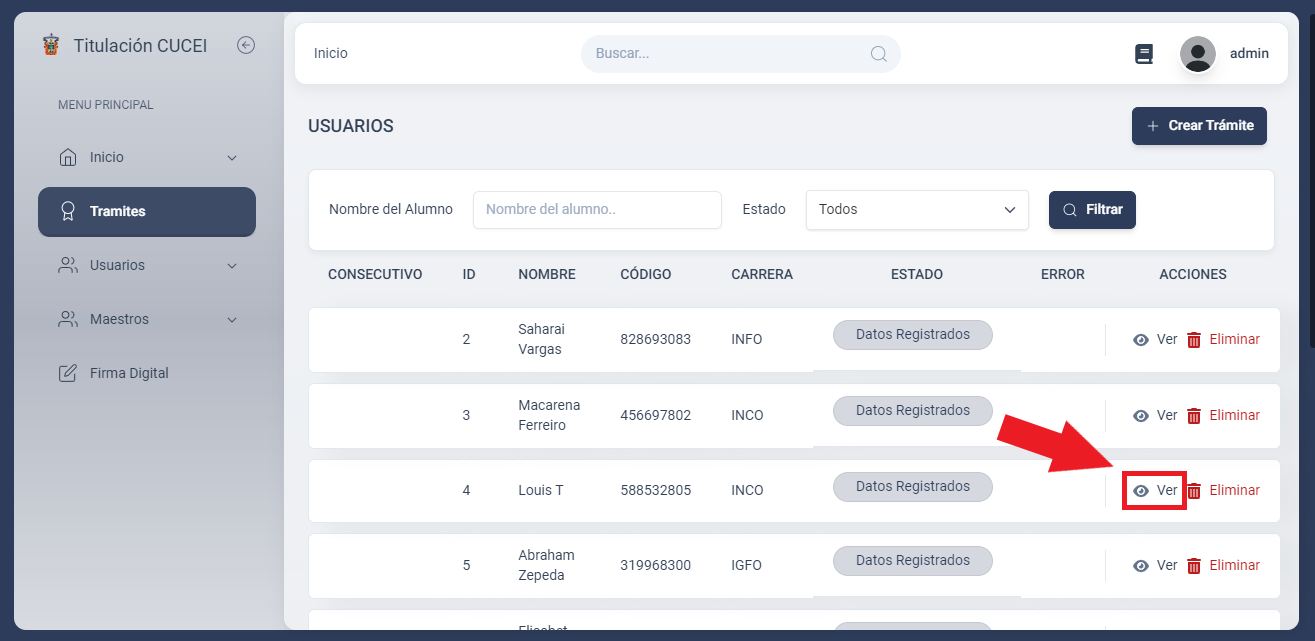 Titulación CUCEI
Inicio
Buscar...
admin
MENU PRINCIPAL
Inicio
Tramites
Usuarios
Maestros
Firma Digital
USUARIOS
+ Crear Trámite
Nombre del Alumno
Nombre del alumno..
Estado
Todos
Filtrar
CONSECUTIVO ID NOMBRE CÓDIGO CARRERA ESTADO ERROR ACCIONES
2 Saharai Vargas 828693083 INFO Datos Registrados Ver Eliminar
3 Macarena Ferreiro 456697802 INCO Datos Registrados Ver Eliminar
4 Louis T 588532805 INCO Datos Registrados Ver Eliminar
5 Abraham Zepeda 319968300 IGFO Datos Registrados Ver Eliminar